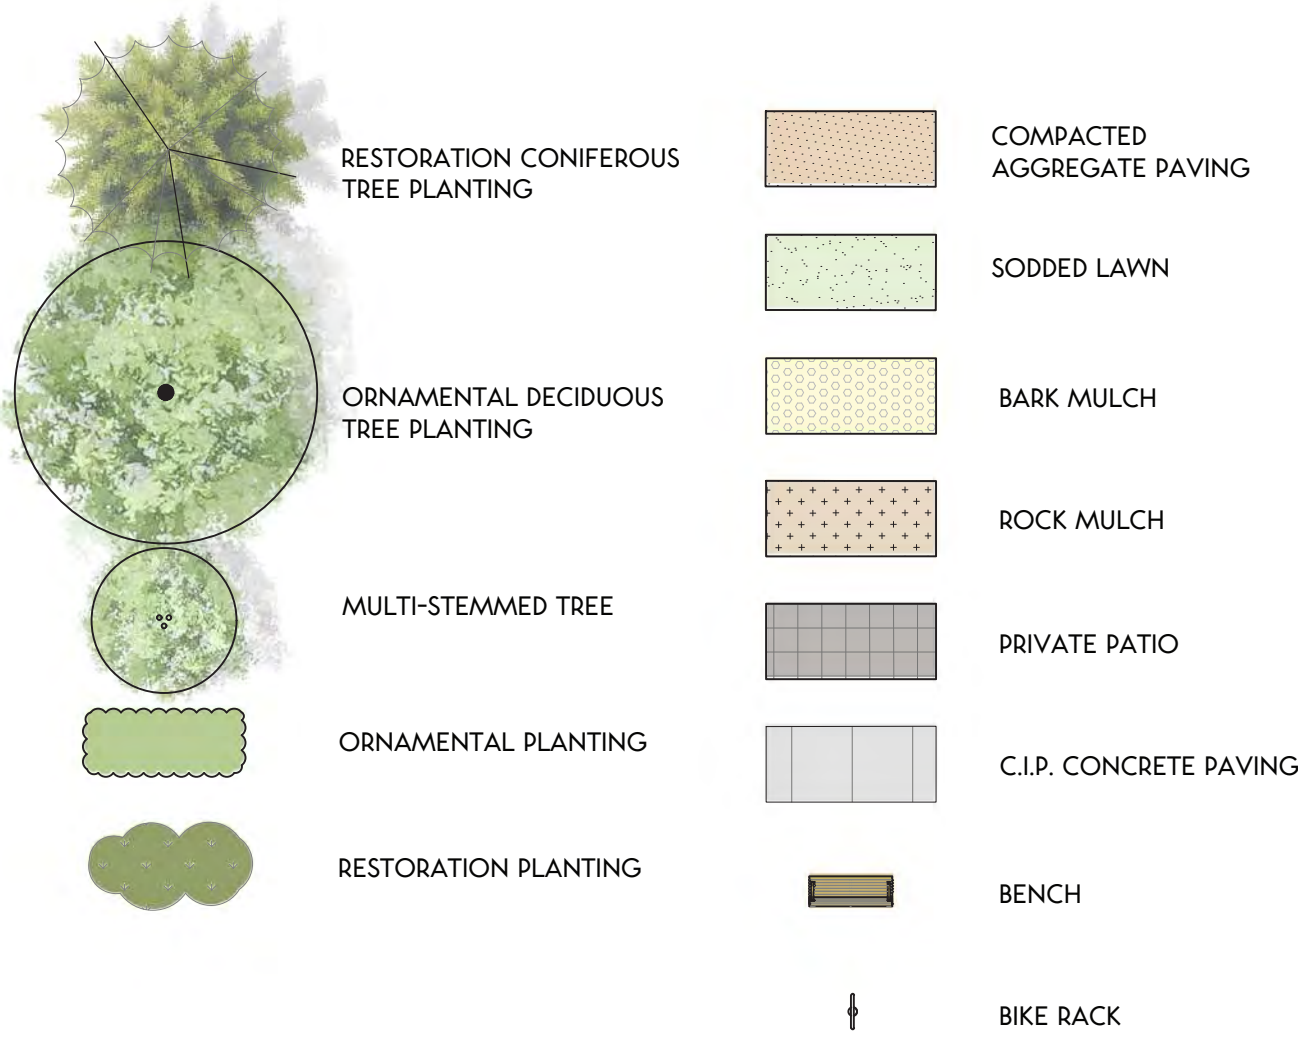 RESTORATION CONIFEROUS
TREE PLANTING
ORNAMENTAL DECIDUOUS
TREE PLANTING
MULTI-STEMMED TREE
ORNAMENTAL PLANTING
RESTORATION PLANTING
COMPACTED
AGGREGATE PAVING
SODDED LAWN
BARK MULCH
ROCK MULCH
PRIVATE PATIO
C.I.P. CONCRETE PAVING
BENCH
BIKE RACK